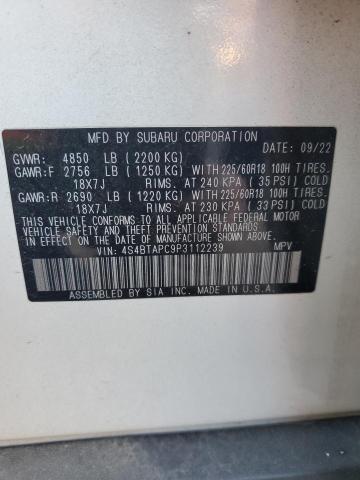 MFD BY SUBARU CORPORATION
DATE: 09/22
GVWR: 4850 LB (2200 KG)
GAWR:F 2756 LB (1250 KG) WITH 225/60R18 100H TIRES.
18X7J RIMS. AT 240 KPA (35 PSI) COLD
GAWR:R 2690 LB (1220 KG) WITH 225/60R18 100H TIRES.
18X7J RIMS. AT 230 KPA (33 PSI) COLD
THIS VEHICLE CONFORMS TO ALL APPLICABLE FEDERAL MOTOR
VEHICLE SAFETY AND THEFT PREVENTION STANDARDS IN
EFFECT ON THE DATE OF MANUFACTURE SHOWN ABOVE.
VIN: 4S4BTAPC9P3112239 MPV
ASSEMBLED BY SIA INC. MADE IN U.S.A.